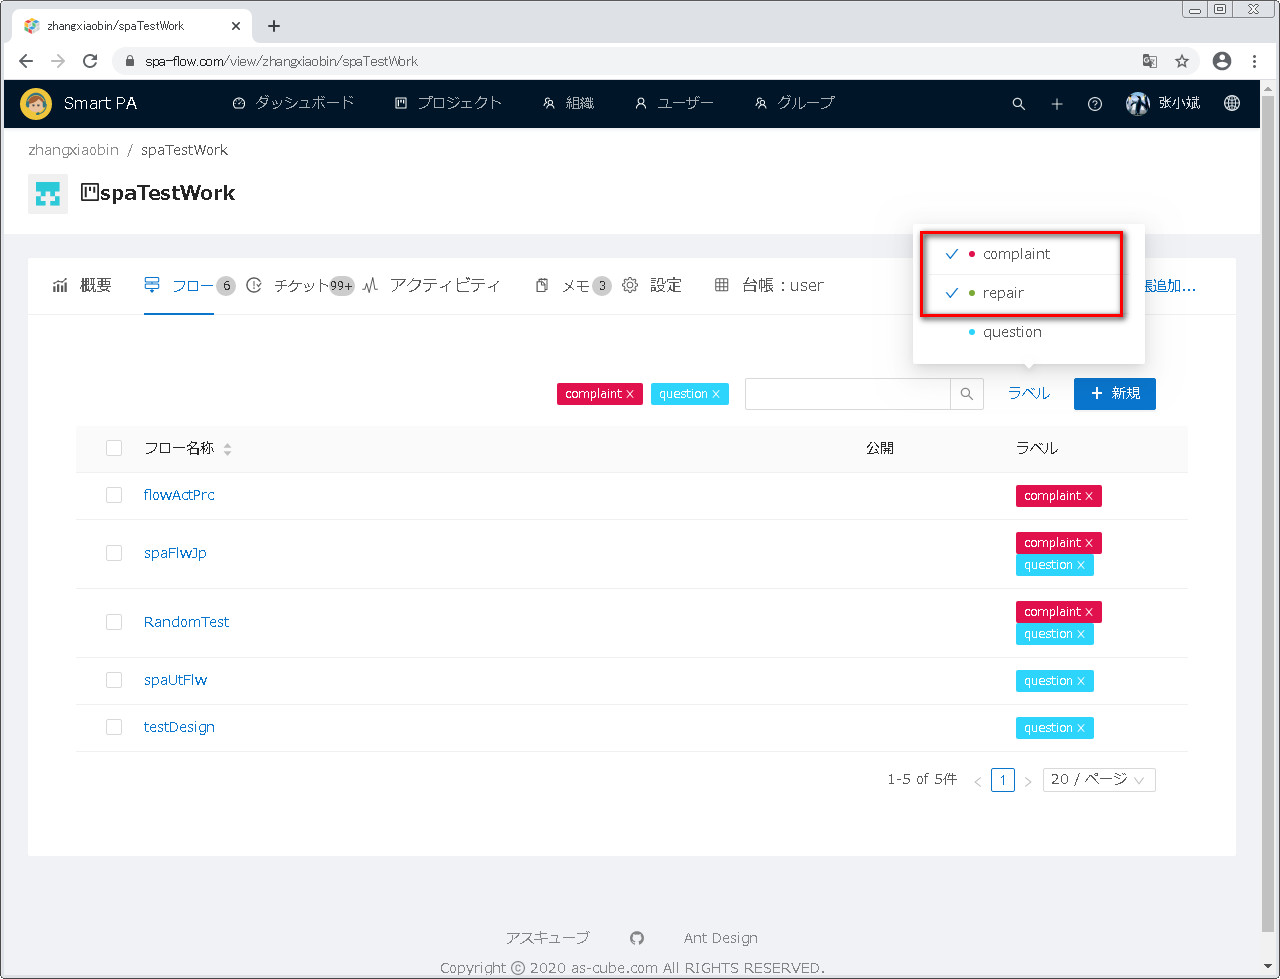 zhangxiaobin/spaTestWork
spa-flow.com/view/zhangxiaobin/spaTestWork
Smart PA ダッシュボード プロジェクト 組織 ユーザー グループ 张小斌
zhangxiaobin / spaTestWork
spaTestWork
complaint
repair
question
概要 フロー 6 チケット 99+ アクティビティ メモ 3 設定 台帳：user 帳追加...
complaint × question × ラベル + 新規
フロー名称 公開 ラベル
flowActPrc complaint ×
spaFlwJp complaint ×
question ×
RandomTest complaint ×
question ×
spaUtFlw question ×
testDesign question ×
1-5 of 5件 < 1 > 20 / ページ
アスキューブ Ant Design
Copyright © 2020 as-cube.com All RIGHTS RESERVED.